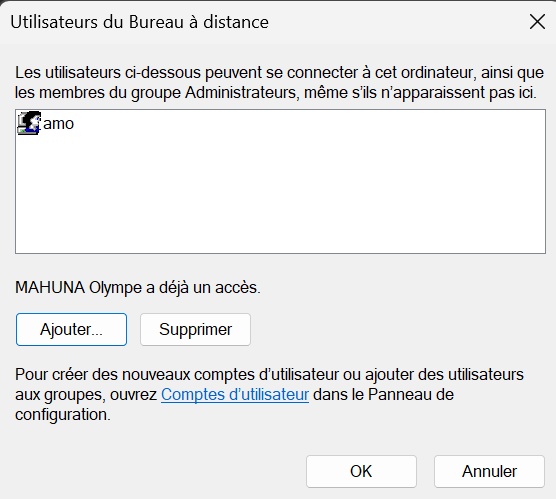 Utilisateurs du Bureau à distance
Les utilisateurs ci-dessous peuvent se connecter à cet ordinateur, ainsi que
les membres du groupe Administrateurs, même s'ils n'apparaissent pas ici.
amo
MAHUNA Olympe a déjà un accès.
Ajouter...
Supprimer
Pour créer des nouveaux comptes d'utilisateur ou ajouter des utilisateurs
aux groupes, ouvrez Comptes d'utilisateur dans le Panneau de
configuration.
OK
Annuler